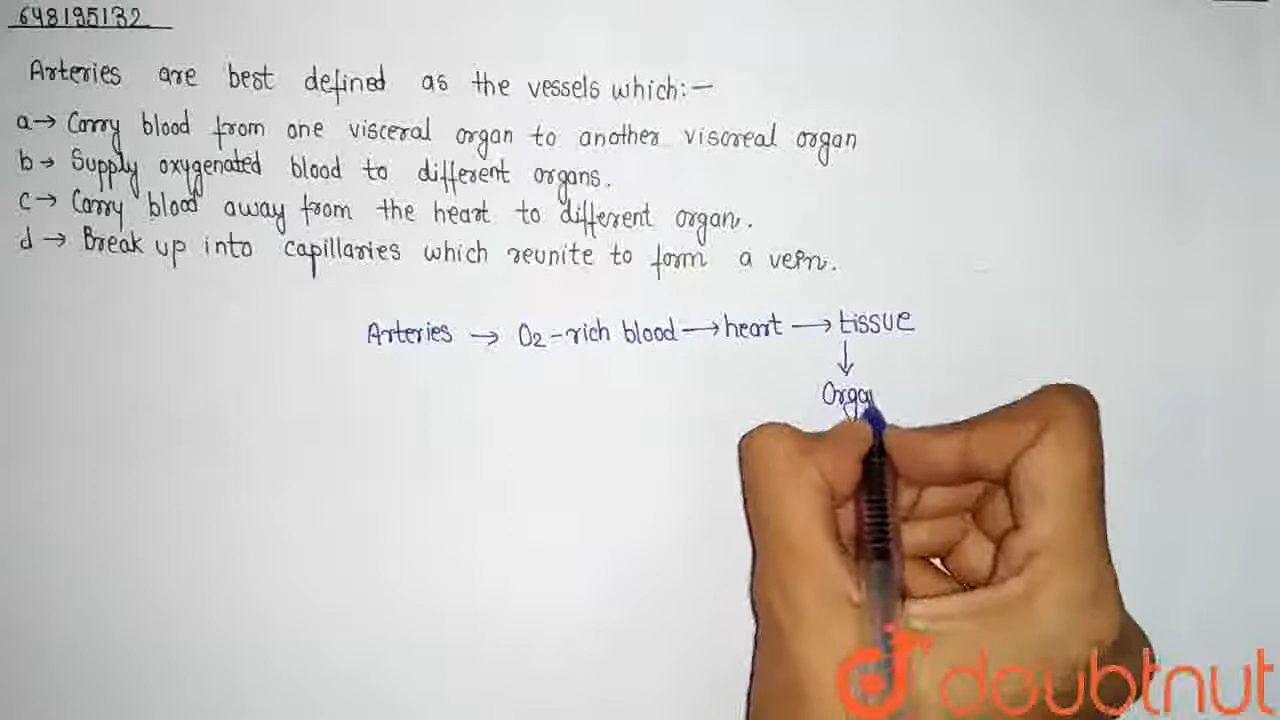 648195132
Arteries are best defined as the vessels which:-
a→ Carry blood from one visceral organ to another viscreal organ
b→ Supply oxygenated blood to different organs.
c→ Carry blood away from the heart to different organ.
d→ Break up into capillaries which reunite to form a vein.
Arteries → O2-rich blood → heart → tissue
↓
Orga
doubtnut